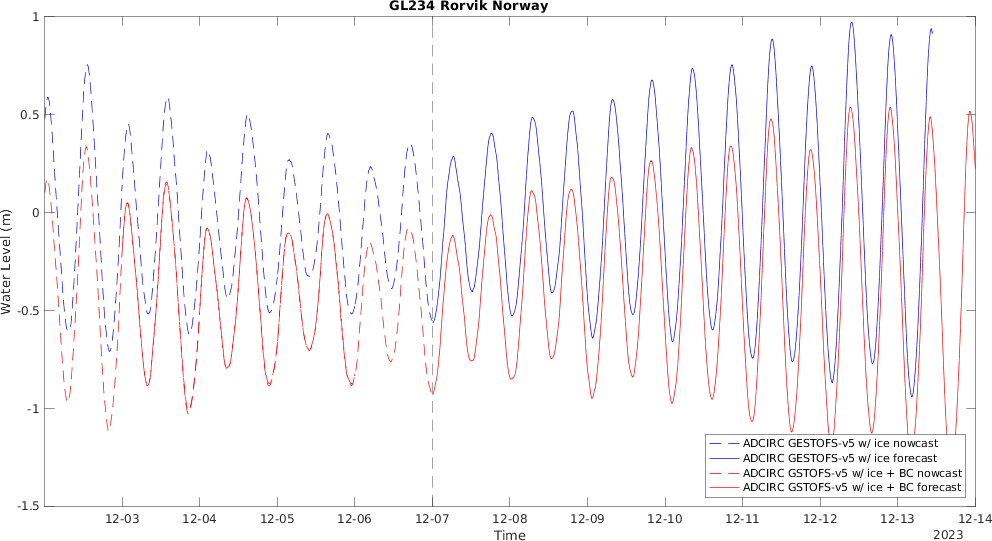 GL234 Rorvik Norway
1
0.5
0
-0.5
-1
-1.5
Water Level (m)
ADCIRC GESTOFS-v5 w/ ice nowcast
ADCIRC GESTOFS-v5 w/ ice forecast
ADCIRC GSTOFS-v5 w/ ice + BC nowcast
ADCIRC GSTOFS-v5 w/ ice + BC forecast
12-03 12-04 12-05 12-06 12-07 12-08 12-09 12-10 12-11 12-12 12-13 12-14
Time
2023